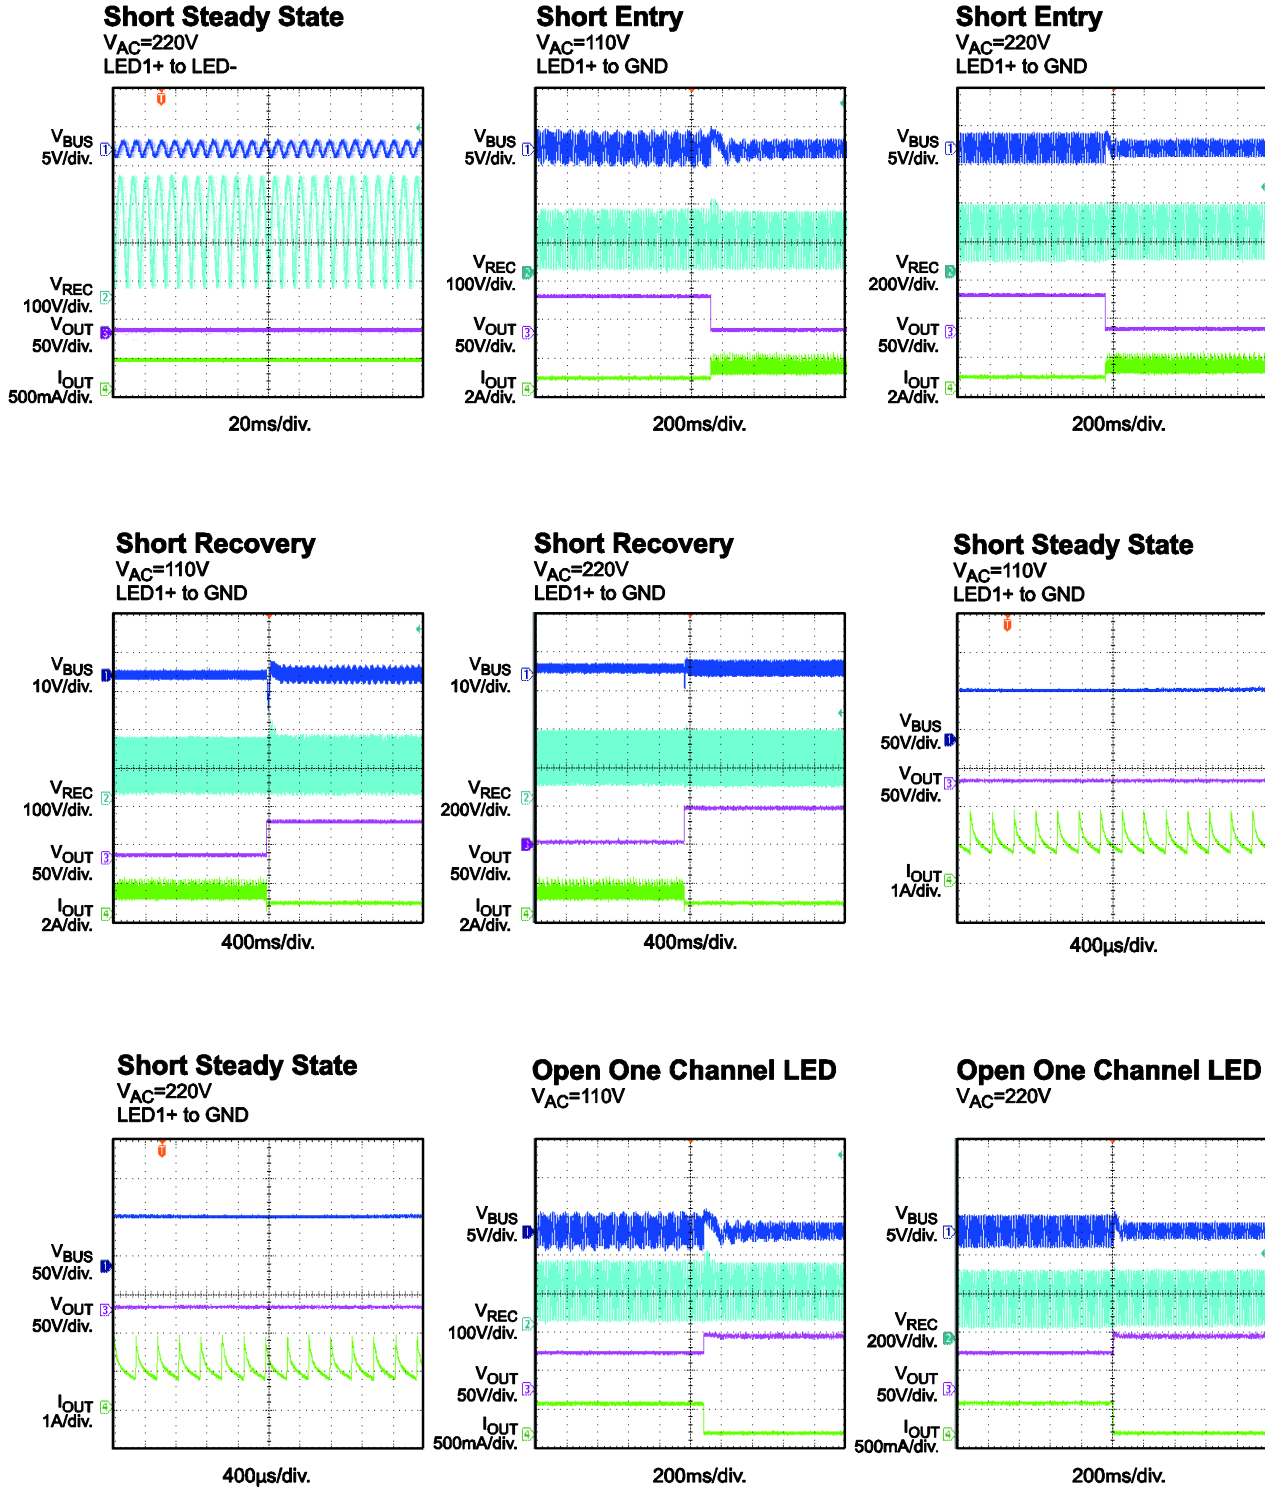 Short Steady State
VAC=220V
LED1+ to LED-
VBUS
5V/div.
VREC
100V/div.
VOUT
50V/div.
IOUT
500mA/div.
20ms/div.
Short Entry
VAC=110V
LED1+ to GND
VBUS
5V/div.
VREC
100V/div.
VOUT
50V/div.
IOUT
2A/div.
200ms/div.
Short Entry
VAC=220V
LED1+ to GND
VBUS
5V/div.
VREC
200V/div.
VOUT
50V/div.
IOUT
2A/div.
200ms/div.
Short Recovery
VAC=110V
LED1+ to GND
VBUS
10V/div.
VREC
100V/div.
VOUT
50V/div.
IOUT
2A/div.
400ms/div.
Short Recovery
VAC=220V
LED1+ to GND
VBUS
10V/div.
VREC
200V/div.
VOUT
50V/div.
IOUT
2A/div.
400ms/div.
Short Steady State
VAC=110V
LED1+ to GND
VBUS
50V/div.
VOUT
50V/div.
IOUT
1A/div.
400µs/div.
Short Steady State
VAC=220V
LED1+ to GND
VBUS
50V/div.
VOUT
50V/div.
IOUT
1A/div.
400µs/div.
Open One Channel LED
VAC=110V
VBUS
5V/div.
VREC
100V/div.
VOUT
50V/div.
IOUT
500mA/div.
200ms/div.
Open One Channel LED
VAC=220V
VBUS
5V/div.
VREC
200V/div.
VOUT
50V/div.
IOUT
500mA/div.
200ms/div.